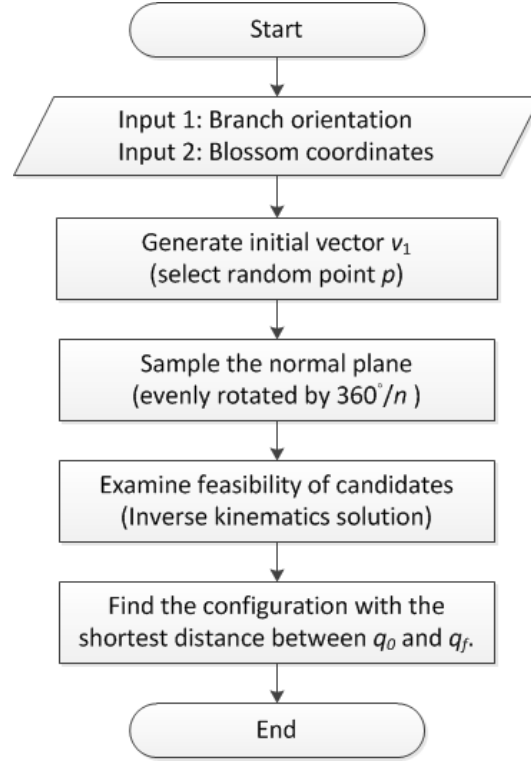 Start
Input 1: Branch orientation
Input 2: Blossom coordinates
Generate initial vector v₁
(select random point p)
Sample the normal plane
(evenly rotated by 360°/n )
Examine feasibility of candidates
(Inverse kinematics solution)
Find the configuration with the
shortest distance between q₀ and q_f.
End